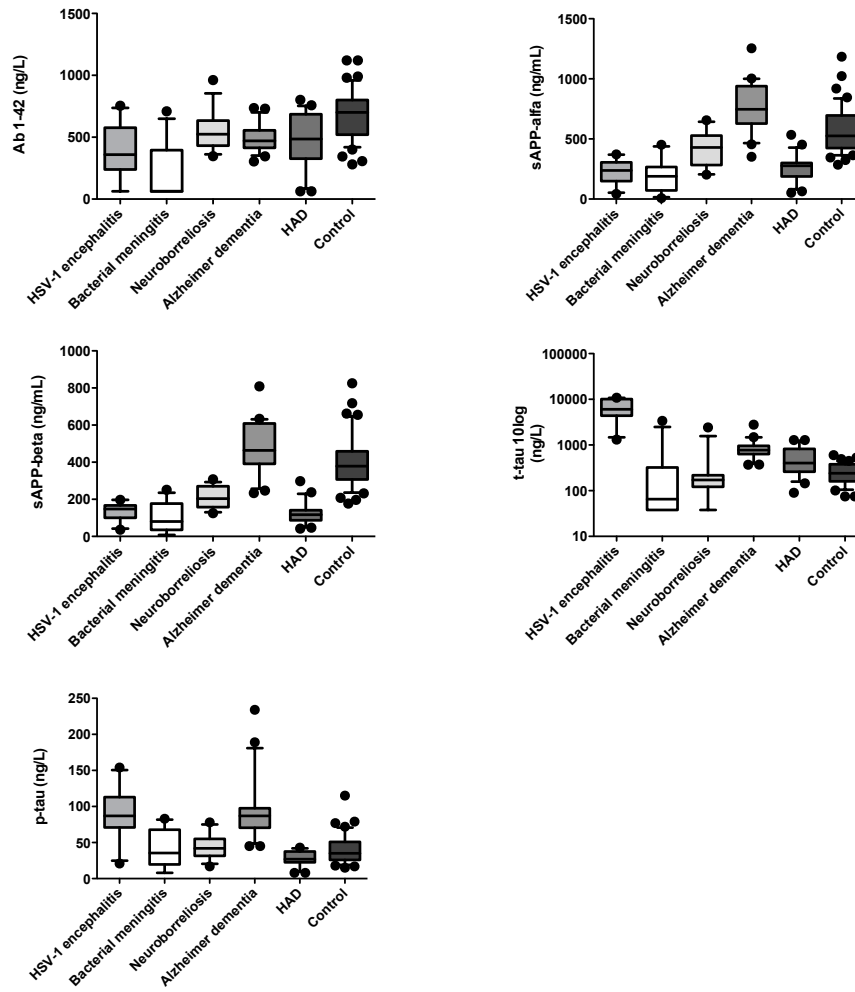 Ab 1-42 (ng/L)
1500
1000
500
0
HSV-1 encephalitis
Bacterial meningitis
Neuroborreliosis
Alzheimer dementia
HAD
Control
sAPP-alfa (ng/mL)
1500
1000
500
0
HSV-1 encephalitis
Bacterial meningitis
Neuroborreliosis
Alzheimer dementia
HAD
Control
sAPP-beta (ng/mL)
1000
800
600
400
200
0
HSV-1 encephalitis
Bacterial meningitis
Neuroborreliosis
Alzheimer dementia
HAD
Control
t-tau 10log
(ng/L)
100000
10000
1000
100
10
HSV-1 encephalitis
Bacterial meningitis
Neuroborreliosis
Alzheimer dementia
HAD
Control
p-tau (ng/L)
250
200
150
100
50
0
HSV-1 encephalitis
Bacterial meningitis
Neuroborreliosis
Alzheimer dementia
HAD
Control